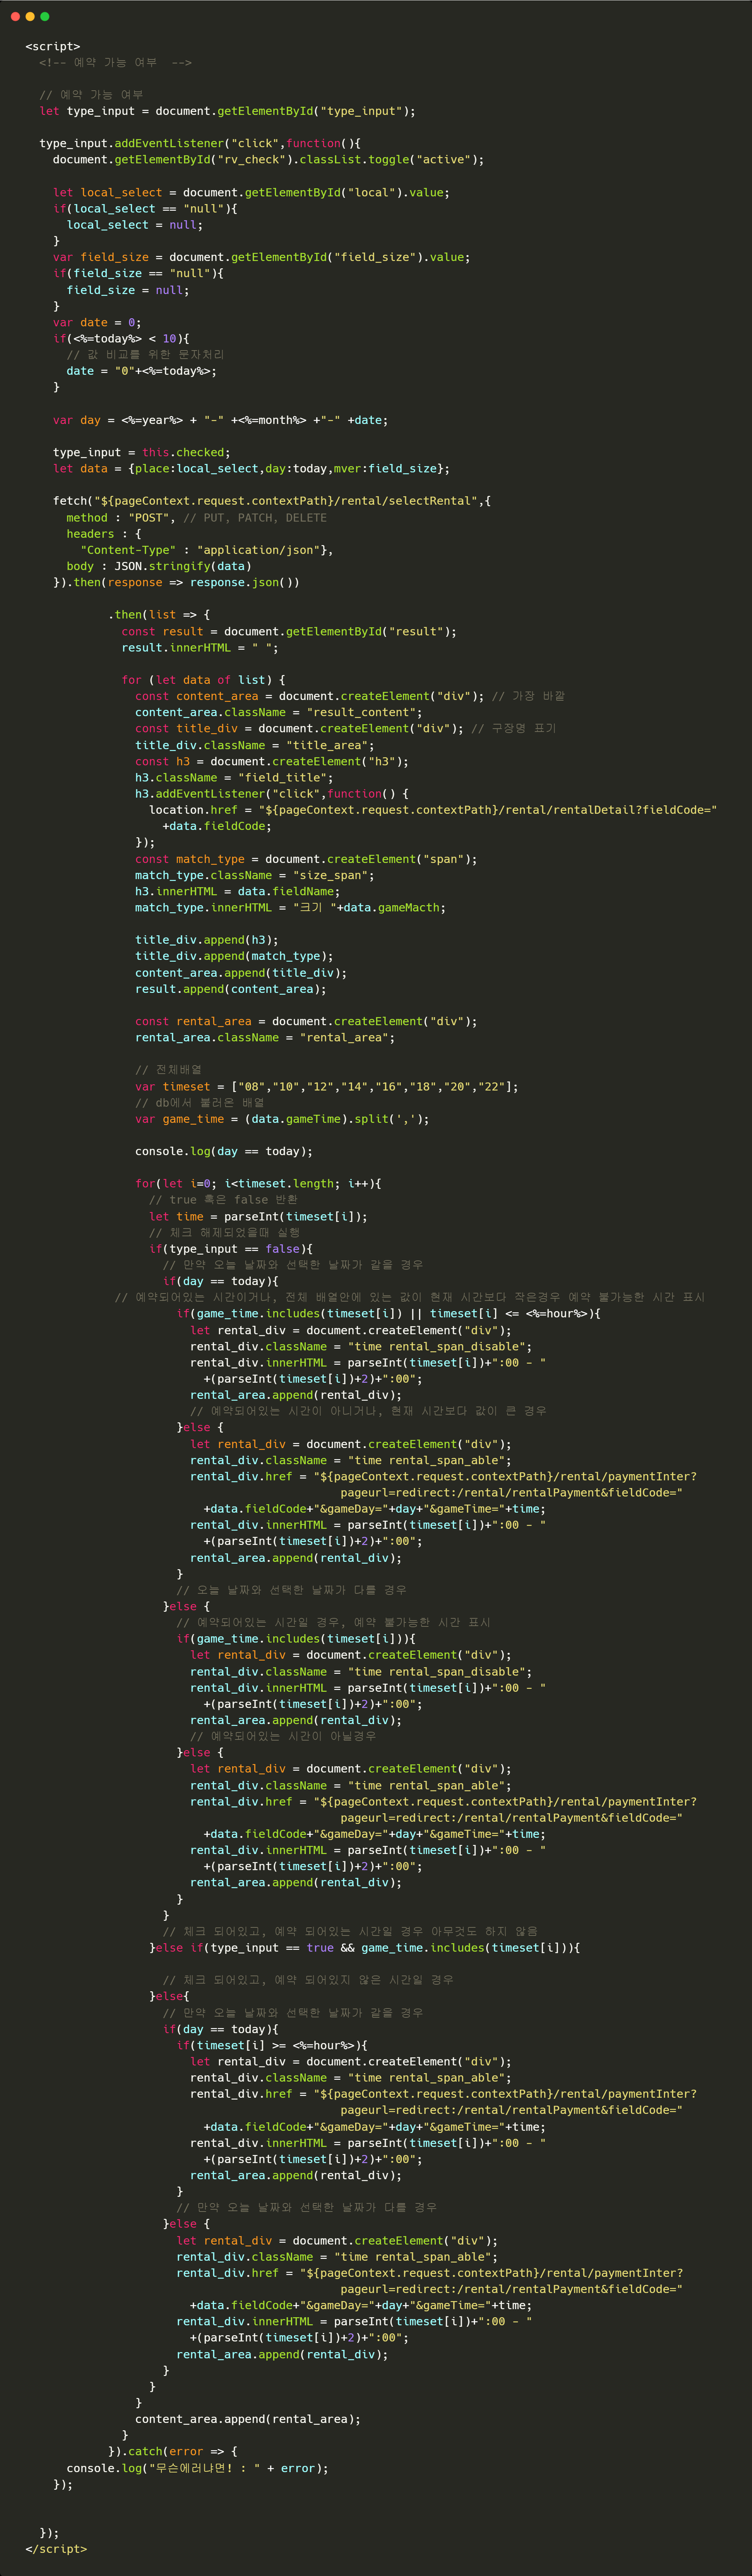 <script>
<!-- 예약 가능 여부  -->
// 예약 가능 여부
let type_input = document.getElementById("type_input");
type_input.addEventListener("click",function(){
document.getElementById("rv_check").classList.toggle("active");
let local_select = document.getElementById("local").value;
if(local_select == "null"){
local_select = null;
}
var field_size = document.getElementById("field_size").value;
if(field_size == "null"){
field_size = null;
}
var date = 0;
if(<%=today%> < 10){
// 값 비교를 위한 문자처리
date = "0"+<%=today%>;
}
var day = <%=year%> + "-" +<%=month%> +"-" +date;
type_input = this.checked;
let data = {place:local_select,day:today,mver:field_size};
fetch("${pageContext.request.contextPath}/rental/selectRental",{
method : "POST", // PUT, PATCH, DELETE
headers : {
"Content-Type" : "application/json"},
body : JSON.stringify(data)
}).then(response => response.json())
.then(list => {
const result = document.getElementById("result");
result.innerHTML = " ";
for (let data of list) {
const content_area = document.createElement("div"); // 가장 바깥
content_area.className = "result_content";
const title_div = document.createElement("div"); // 구장명 표기
title_div.className = "title_area";
const h3 = document.createElement("h3");
h3.className = "field_title";
h3.addEventListener("click",function() {
location.href = "${pageContext.request.contextPath}/rental/rentalDetail?fieldCode="
+data.fieldCode;
});
const match_type = document.createElement("span");
match_type.className = "size_span";
h3.innerHTML = data.fieldName;
match_type.innerHTML = "크기 "+data.gameMacth;
title_div.append(h3);
title_div.append(match_type);
content_area.append(title_div);
result.append(content_area);
const rental_area = document.createElement("div");
rental_area.className = "rental_area";
// 전체배열
var timeset = ["08","10","12","14","16","18","20","22"];
// db에서 불러온 배열
var game_time = (data.gameTime).split(',');
console.log(day == today);
for(let i=0; i<timeset.length; i++){
// true 혹은 false 반환
let time = parseInt(timeset[i]);
// 체크 해제되었을때 실행
if(type_input == false){
// 만약 오늘 날짜와 선택한 날짜가 같을 경우
if(day == today){
// 예약되어있는 시간이거나, 전체 배열안에 있는 값이 현재 시간보다 작은경우 예약 불가능한 시간 표시
if(game_time.includes(timeset[i]) || timeset[i] <= <%=hour%>){
let rental_div = document.createElement("div");
rental_div.className = "time rental_span_disable";
rental_div.innerHTML = parseInt(timeset[i])+":00 - "
+(parseInt(timeset[i])+2)+":00";
rental_area.append(rental_div);
// 예약되어있는 시간이 아니거나, 현재 시간보다 값이 큰 경우
}else {
let rental_div = document.createElement("div");
rental_div.className = "time rental_span_able";
rental_div.href = "${pageContext.request.contextPath}/rental/paymentInter?
pageurl=redirect:/rental/rentalPayment&fieldCode="
+data.fieldCode+"&gameDay="+day+"&gameTime="+time;
rental_div.innerHTML = parseInt(timeset[i])+":00 - "
+(parseInt(timeset[i])+2)+":00";
rental_area.append(rental_div);
}
// 오늘 날짜와 선택한 날짜가 다를 경우
}else {
// 예약되어있는 시간일 경우, 예약 불가능한 시간 표시
if(game_time.includes(timeset[i])){
let rental_div = document.createElement("div");
rental_div.className = "time rental_span_disable";
rental_div.innerHTML = parseInt(timeset[i])+":00 - "
+(parseInt(timeset[i])+2)+":00";
rental_area.append(rental_div);
// 예약되어있는 시간이 아닐경우
}else {
let rental_div = document.createElement("div");
rental_div.className = "time rental_span_able";
rental_div.href = "${pageContext.request.contextPath}/rental/paymentInter?
pageurl=redirect:/rental/rentalPayment&fieldCode="
+data.fieldCode+"&gameDay="+day+"&gameTime="+time;
rental_div.innerHTML = parseInt(timeset[i])+":00 - "
+(parseInt(timeset[i])+2)+":00";
rental_area.append(rental_div);
}
}
// 체크 되어있고, 예약 되어있는 시간일 경우 아무것도 하지 않음
}else if(type_input == true && game_time.includes(timeset[i])){
// 체크 되어있고, 예약 되어있지 않은 시간일 경우
}else{
// 만약 오늘 날짜와 선택한 날짜가 같을 경우
if(day == today){
if(timeset[i] >= <%=hour%>){
let rental_div = document.createElement("div");
rental_div.className = "time rental_span_able";
rental_div.href = "${pageContext.request.contextPath}/rental/paymentInter?
pageurl=redirect:/rental/rentalPayment&fieldCode="
+data.fieldCode+"&gameDay="+day+"&gameTime="+time;
rental_div.innerHTML = parseInt(timeset[i])+":00 - "
+(parseInt(timeset[i])+2)+":00";
rental_area.append(rental_div);
}
// 만약 오늘 날짜와 선택한 날짜가 다를 경우
}else {
let rental_div = document.createElement("div");
rental_div.className = "time rental_span_able";
rental_div.href = "${pageContext.request.contextPath}/rental/paymentInter?
pageurl=redirect:/rental/rentalPayment&fieldCode="
+data.fieldCode+"&gameDay="+day+"&gameTime="+time;
rental_div.innerHTML = parseInt(timeset[i])+":00 - "
+(parseInt(timeset[i])+2)+":00";
rental_area.append(rental_div);
}
}
}
content_area.append(rental_area);
}
}).catch(error => {
console.log("무슨에러냐면! : " + error);
});
});
</script>